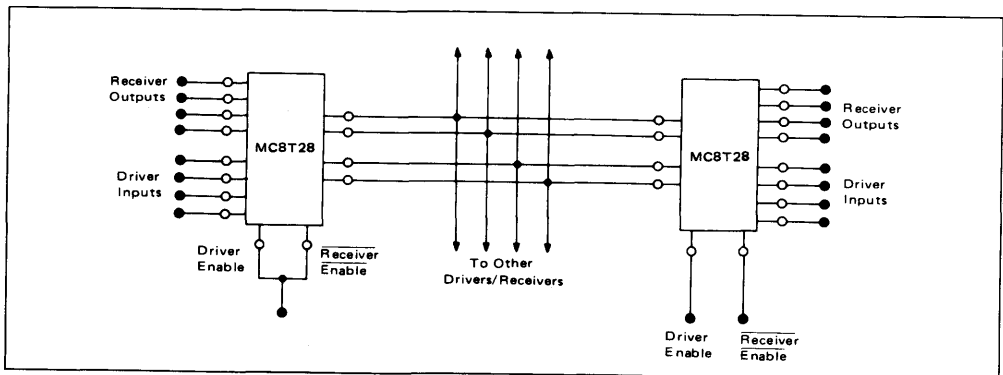 Receiver
Outputs
MC8T28
Driver
Inputs
Driver
Enable
Receiver
Enable
To Other
Drivers/Receivers
MC8T28
Receiver
Outputs
Driver
Inputs
Driver
Enable
Receiver
Enable